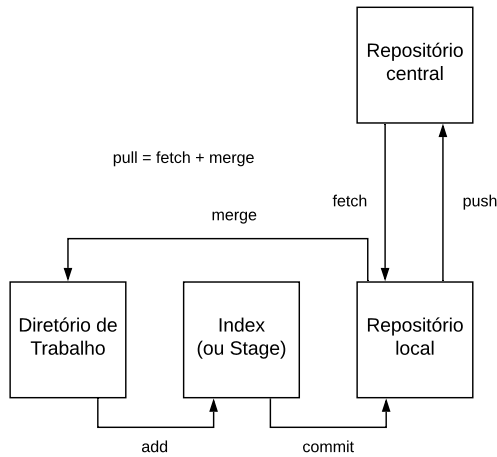 Repositório
central
pull = fetch + merge
fetch
push
merge
Diretório de
Trabalho
Index
(ou Stage)
Repositório
local
add
commit